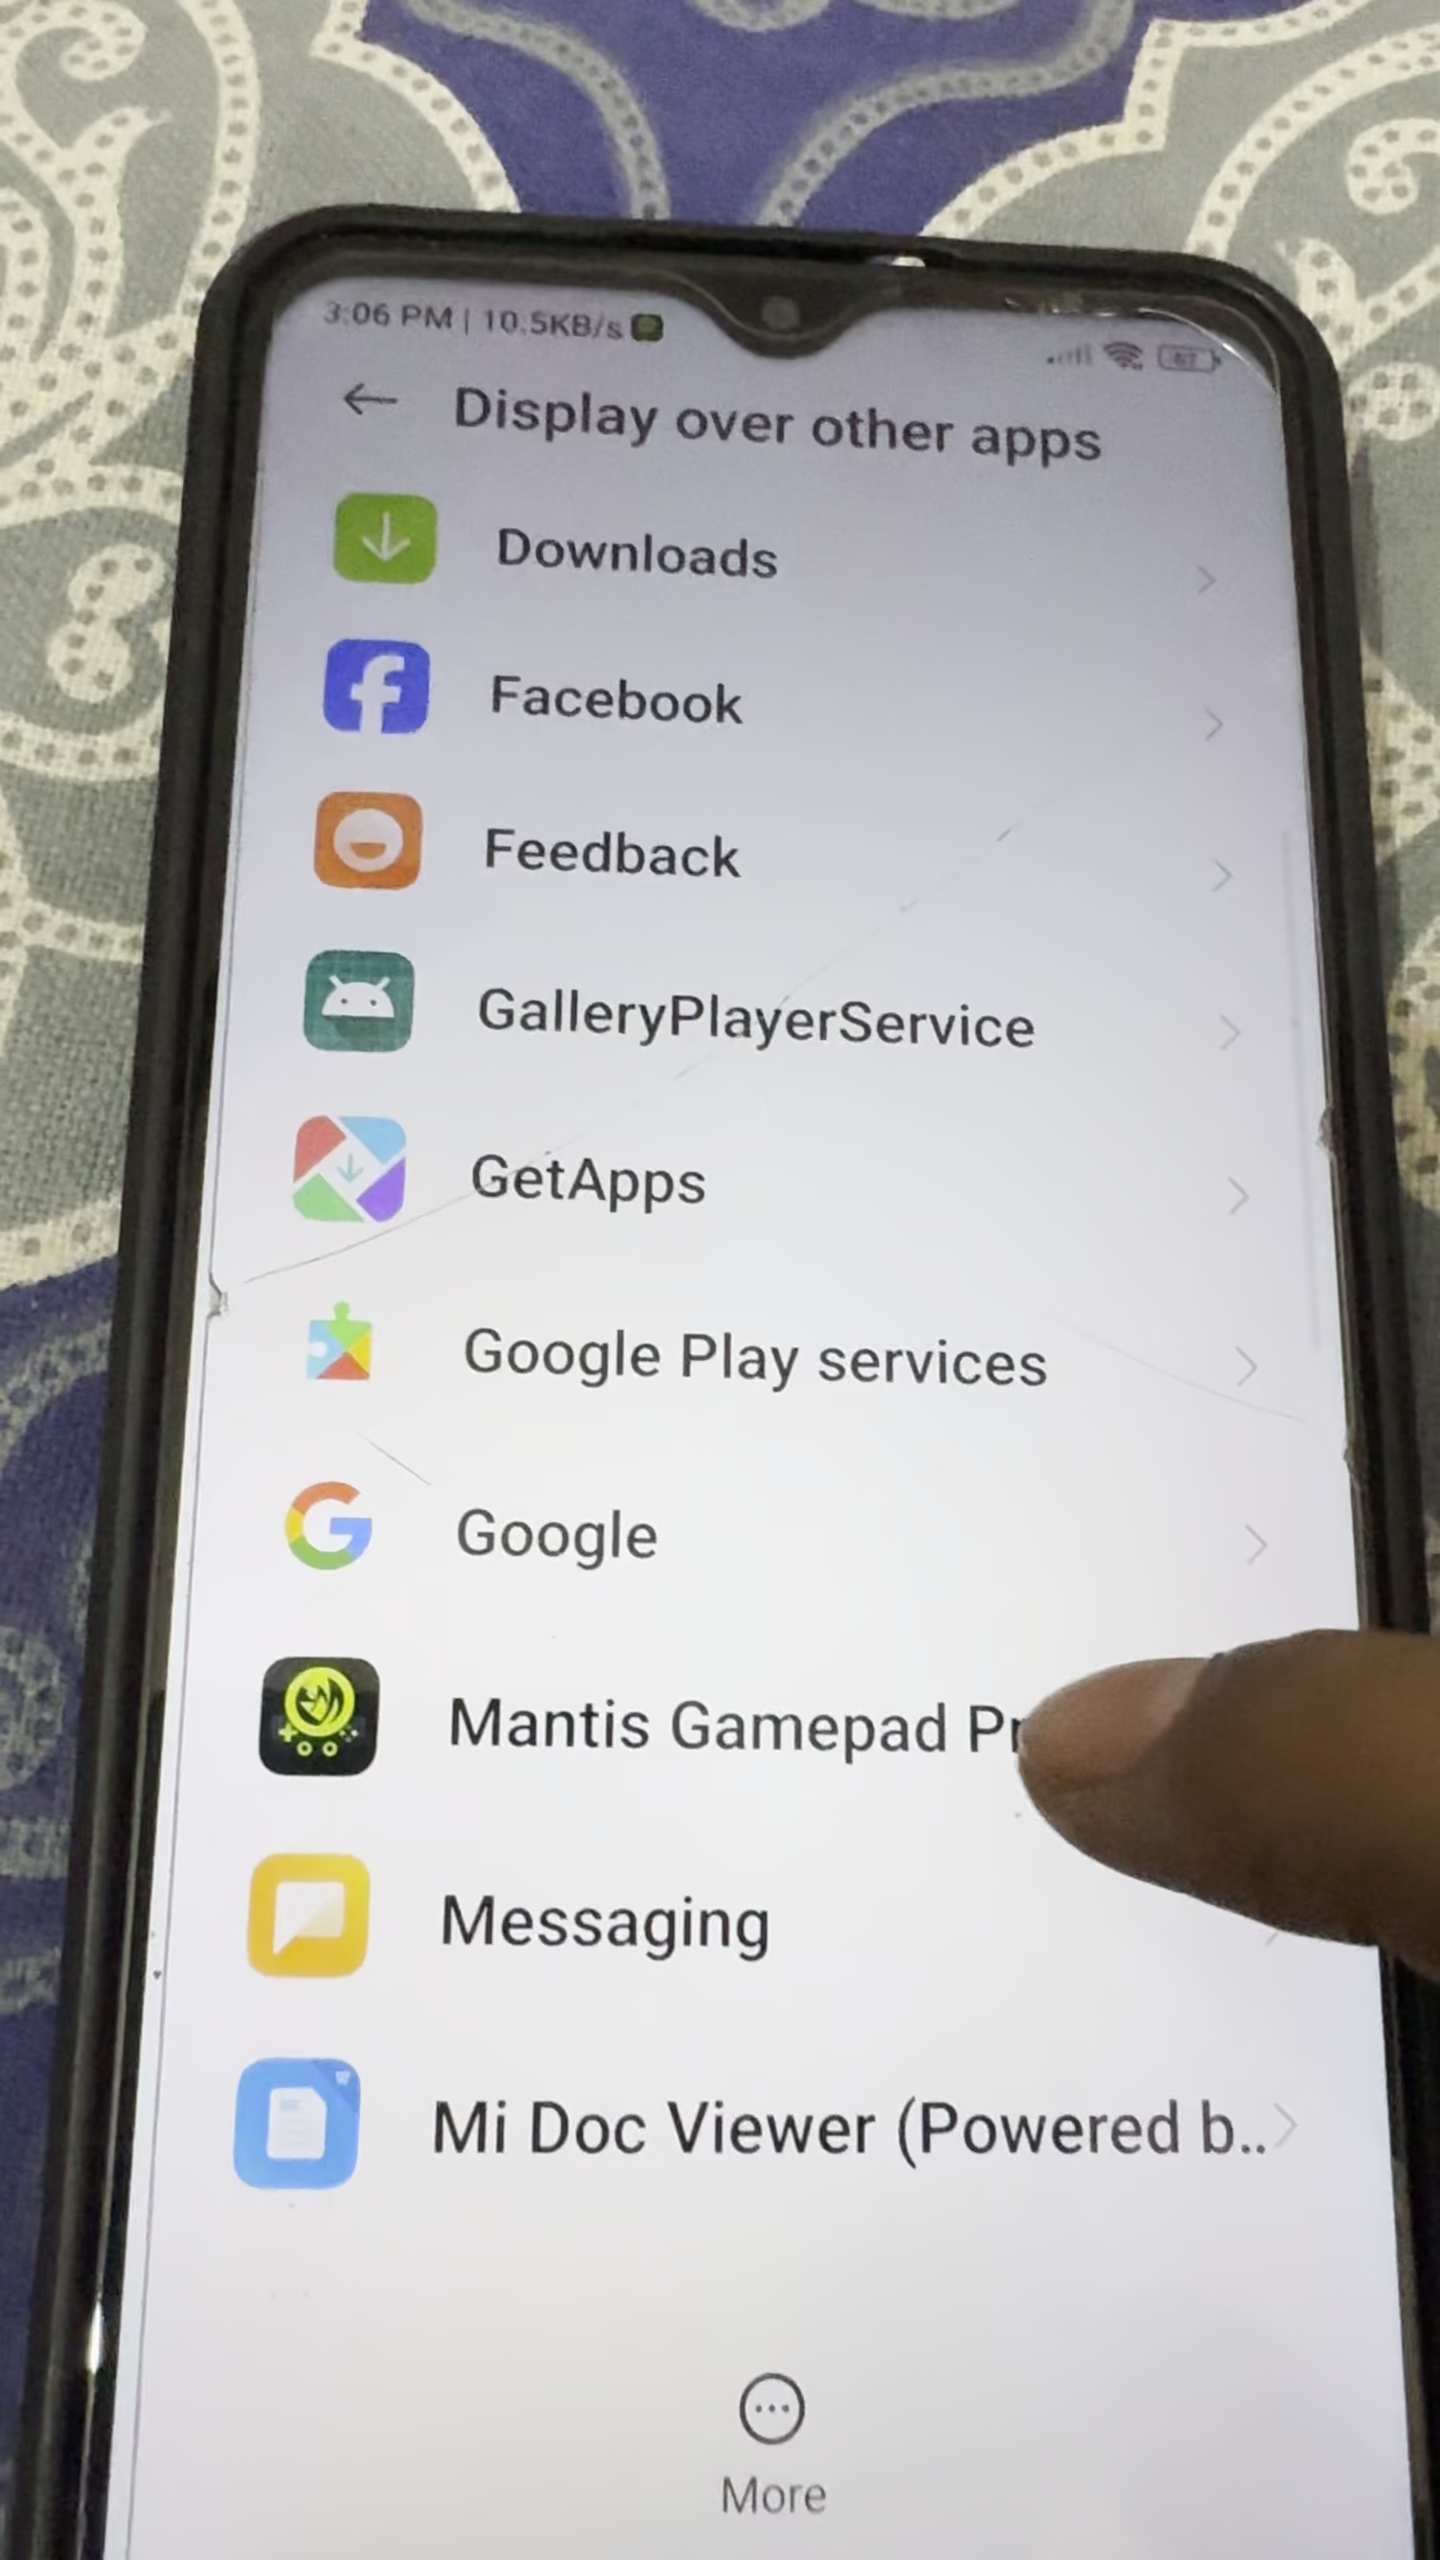 3:06 PM | 10.5KB/s
67
Display over other apps
Downloads
Facebook
Feedback
GalleryPlayerService
GetApps
Google Play services
Google
Mantis Gamepad Pr
Messaging
Mi Doc Viewer (Powered b..
More